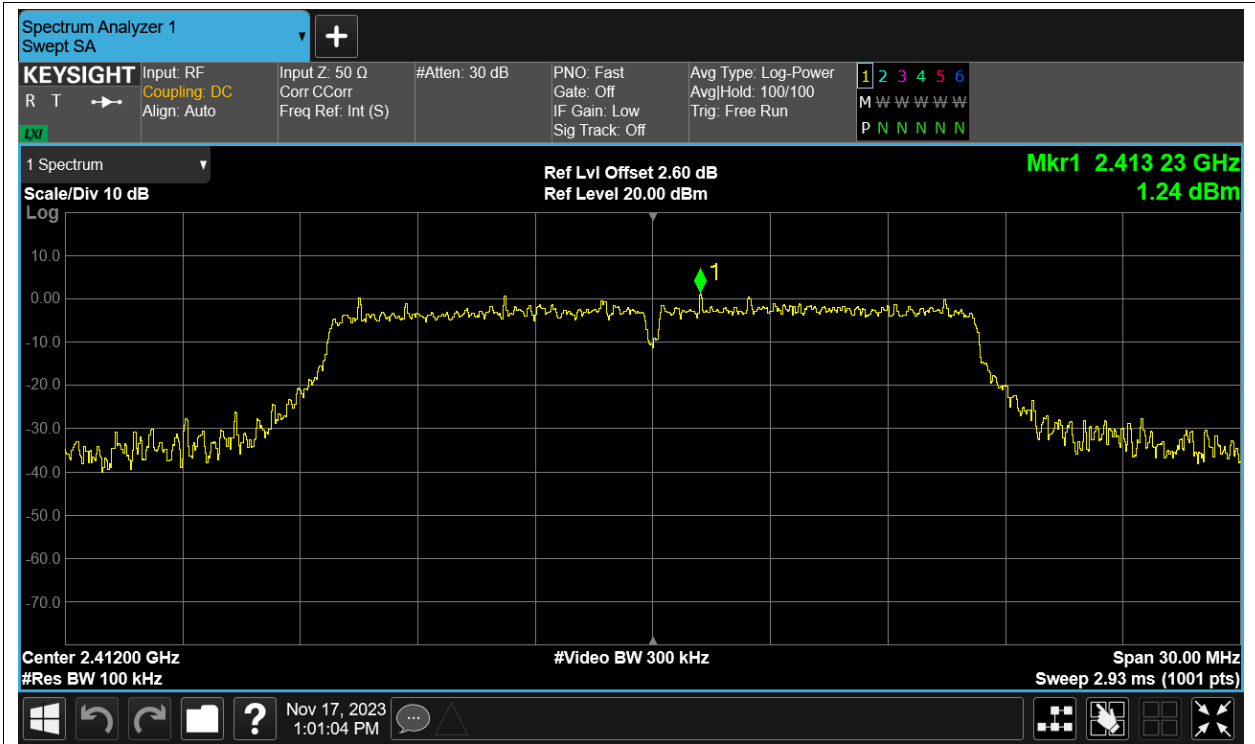 Spectrum Analyzer 1
Swept SA
KEYSIGHT
R T
LXI
Input: RF
Coupling: DC
Align: Auto
Input Z: 50 Ω
Corr CCorr
Freq Ref: Int (S)
#Atten: 30 dB
PNO: Fast
Gate: Off
IF Gain: Low
Sig Track: Off
Avg Type: Log-Power
Avg|Hold: 100/100
Trig: Free Run
1 2 3 4 5 6
M W W W W W
P N N N N N
1 Spectrum
Scale/Div 10 dB
Log
Ref Lvl Offset 2.60 dB
Ref Level 20.00 dBm
Mkr1 2.413 23 GHz
1.24 dBm
1
10.0
0.00
-10.0
-20.0
-30.0
-40.0
-50.0
-60.0
-70.0
Center 2.41200 GHz
#Res BW 100 kHz
#Video BW 300 kHz
Span 30.00 MHz
Sweep 2.93 ms (1001 pts)
?
Nov 17, 2023
1:01:04 PM